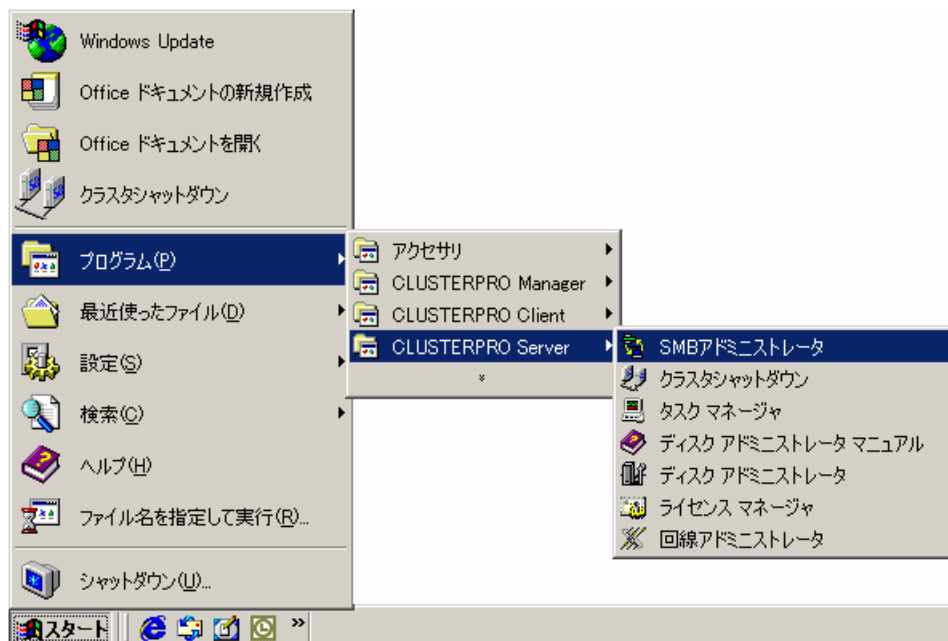 Windows Update
Office ドキュメントの新規作成
Office ドキュメントを開く
クラスタシャットダウン
プログラム(P)
最近使ったファイル(D)
設定(S)
検索(C)
ヘルプ(H)
ファイル名を指定して実行(R)...
シャットダウン(U)...
アクセサリ
CLUSTERPRO Manager
CLUSTERPRO Client
CLUSTERPRO Server
SMBアドミニストレータ
クラスタシャットダウン
タスク マネージャ
ディスク アドミニストレータ マニュアル
ディスク アドミニストレータ
ライセンス マネージャ
回線アドミニストレータ
スタート